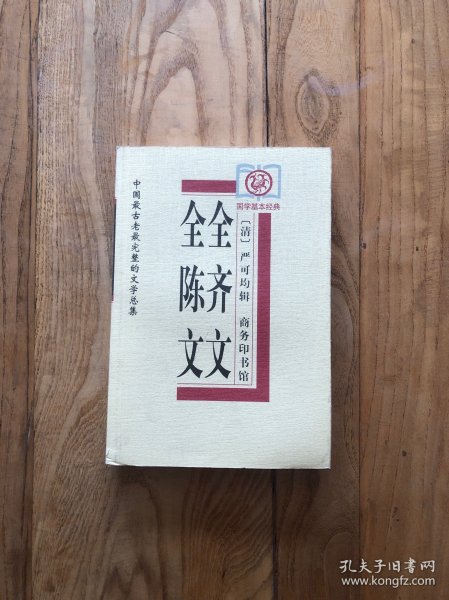 国学基本经典
〔清〕严可均辑 商务印书馆
全齐文
全陈文
中国最古老最完整的文学总集
孔夫子旧书网
www.kongfz.com